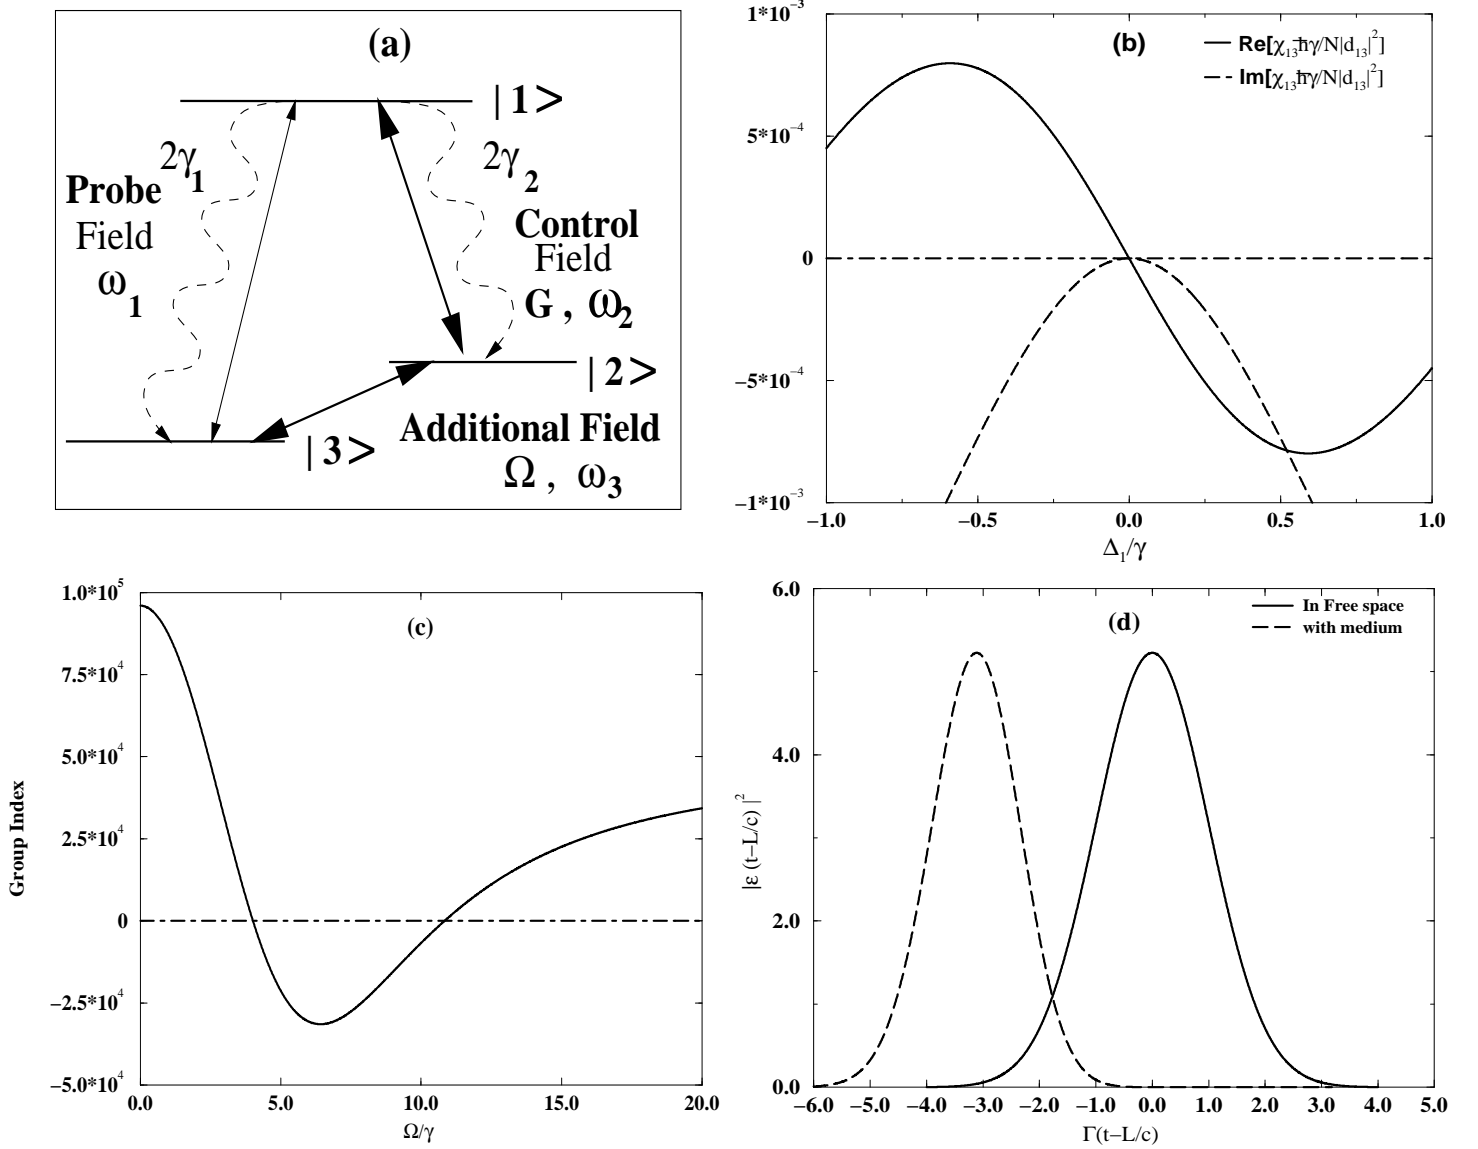 (a)
|1>
2γ1
2γ2
Probe
Field
ω1
Control
Field
G , ω2
|2>
|3>
Additional Field
Ω , ω3
(b)
Re[χ13ħγ/N|d13|²]
Im[χ13ħγ/N|d13|²]
1*10⁻³
5*10⁻⁴
0
−5*10⁻⁴
−1*10⁻³
−1.0 −0.5 0.0 0.5 1.0
Δ1/γ
(c)
1.0*10⁵
7.5*10⁴
5.0*10⁴
2.5*10⁴
0
−2.5*10⁴
−5.0*10⁴
Group Index
0.0 5.0 10.0 15.0 20.0
Ω/γ
(d)
In Free space
with medium
6.0
4.0
2.0
0.0
|ε (t−L/c) |²
−6.0 −5.0 −4.0 −3.0 −2.0 −1.0 0.0 1.0 2.0 3.0 4.0 5.0
Γ(t−L/c)